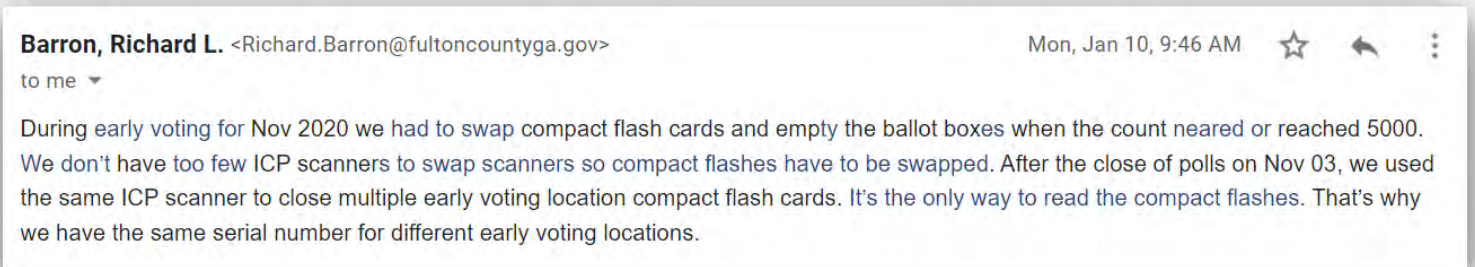 Barron, Richard L. <Richard.Barron@fultoncountyga.gov> Mon, Jan 10, 9:46 AM
to me
During early voting for Nov 2020 we had to swap compact flash cards and empty the ballot boxes when the count neared or reached 5000.
We don't have too few ICP scanners to swap scanners so compact flashes have to be swapped. After the close of polls on Nov 03, we used
the same ICP scanner to close multiple early voting location compact flash cards. It's the only way to read the compact flashes. That's why
we have the same serial number for different early voting locations.